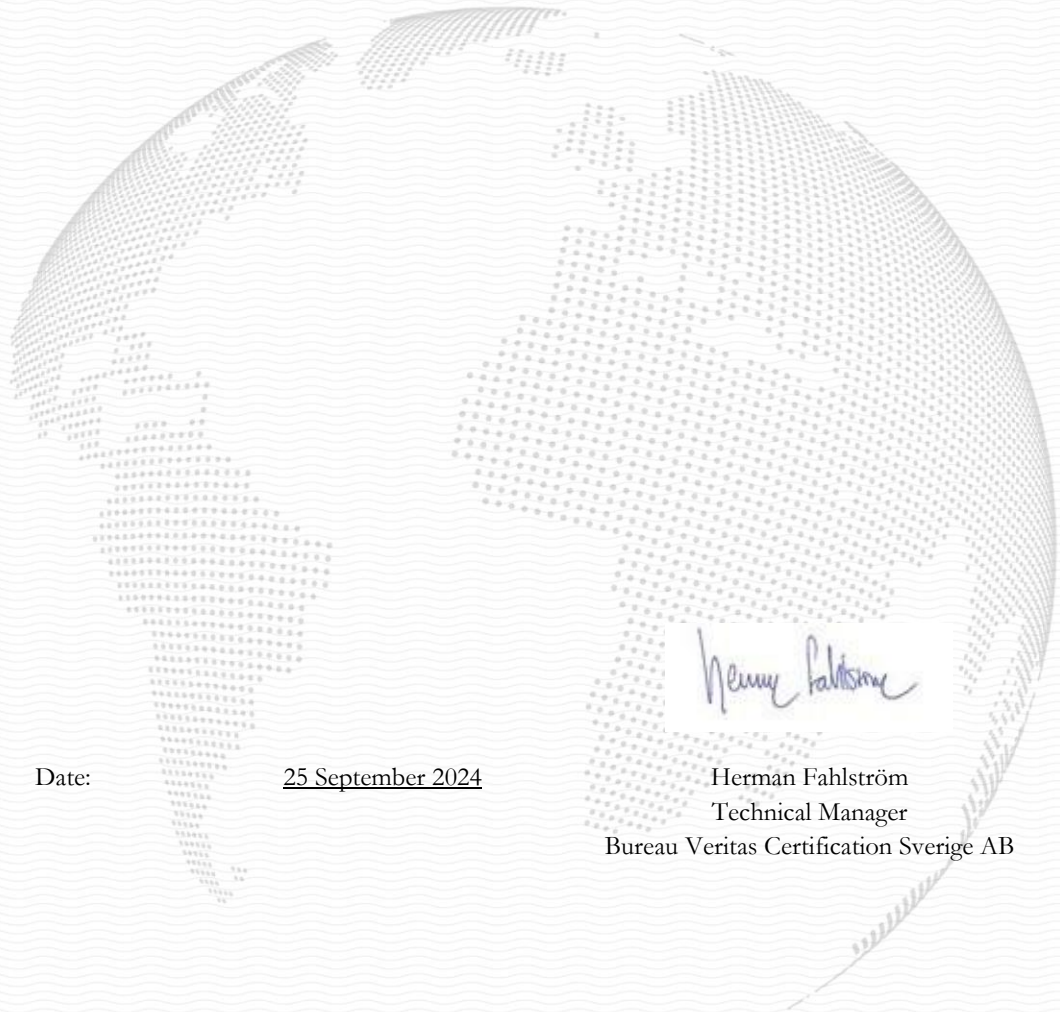 Date: 25 September 2024
Herman Fahlström
Technical Manager
Bureau Veritas Certification Sverige AB